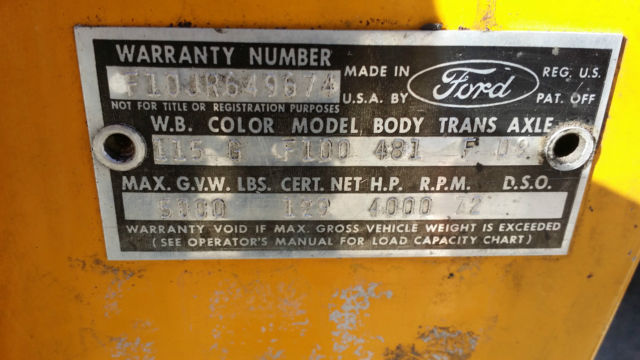 WARRANTY NUMBER
F10JR649674
NOT FOR TITLE OR REGISTRATION PURPOSES
MADE IN Ford REG. U.S.
U.S.A. BY PAT. OFF
W.B. COLOR MODEL BODY TRANS AXLE
115 G F100 481 F
MAX. G.V.W. LBS. CERT. NET H.P. R.P.M. D.S.O.
5000 129 4000 72
WARRANTY VOID IF MAX. GROSS VEHICLE WEIGHT IS EXCEEDED
(SEE OPERATOR'S MANUAL FOR LOAD CAPACITY CHART)